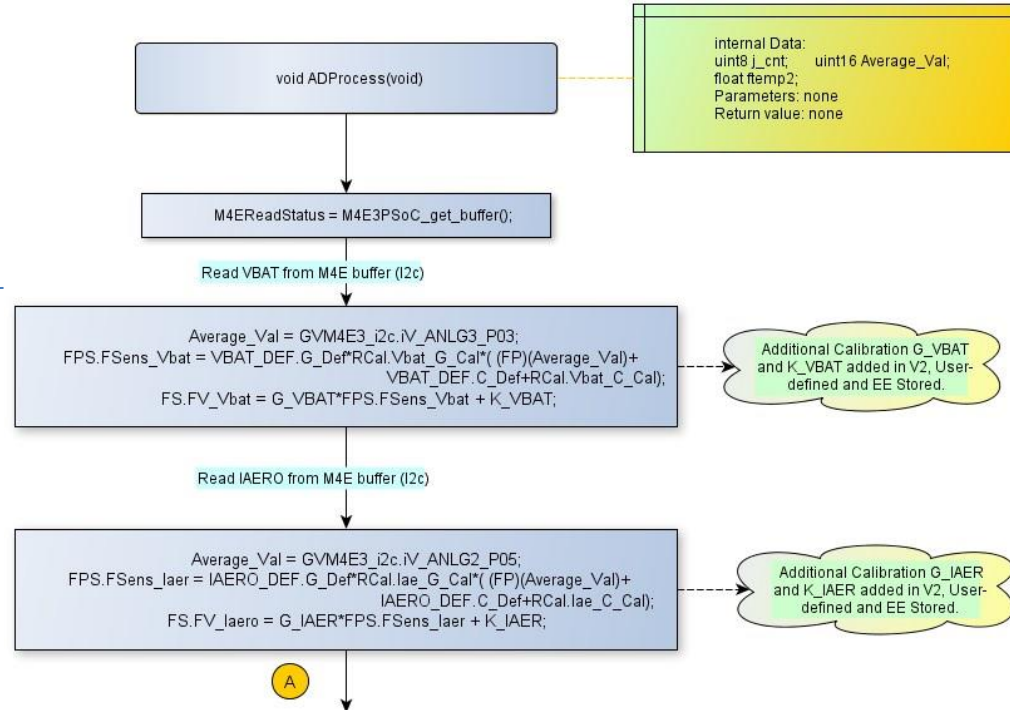 void ADProcess(void)
internal Data:
uint8 j_cnt; uint16 Average_Val;
float ftemp2;
Parameters: none
Return value: none
M4EReadStatus = M4E3PSoC_get_buffer();
Read VBAT from M4E buffer (I2c)
Average_Val = GVM4E3_i2c.iV_ANLG3_P03;
FPS.FSens_Vbat = VBAT_DEF.G_Def*RCal.Vbat_G_Cal*( (FP)(Average_Val)+
VBAT_DEF.C_Def+RCal.Vbat_C_Cal);
FS.FV_Vbat = G_VBAT*FPS.FSens_Vbat + K_VBAT;
Additional Calibration G_VBAT
and K_VBAT added in V2, User-
defined and EE Stored.
Read IAERO from M4E buffer (I2c)
Average_Val = GVM4E3_i2c.iV_ANLG2_P05;
FPS.FSens_Iaer = IAERO_DEF.G_Def*RCal.Iae_G_Cal*( (FP)(Average_Val)+
IAERO_DEF.C_Def+RCal.Iae_C_Cal);
FS.FV_Iaero = G_IAER*FPS.FSens_Iaer + K_IAER;
Additional Calibration G_IAER
and K_IAER added in V2, User-
defined and EE Stored.
A